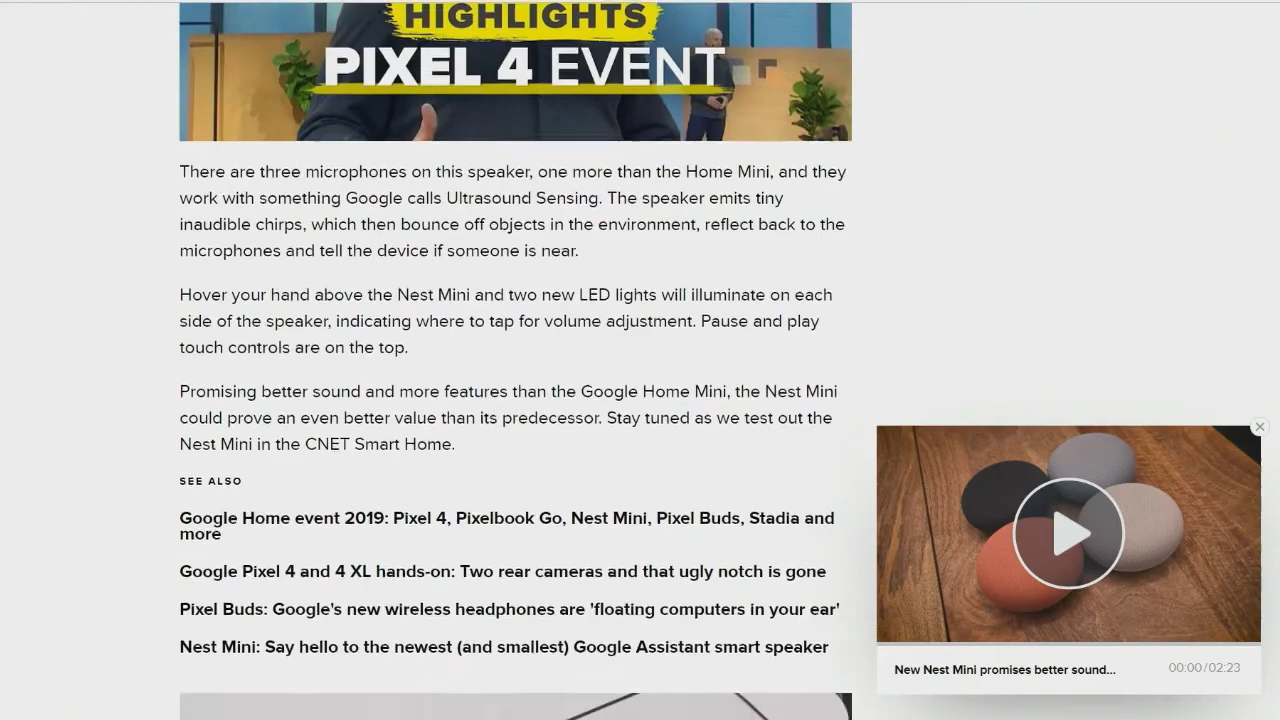 HIGHLIGHTS
PIXEL 4 EVENT
There are three microphones on this speaker, one more than the Home Mini, and they
work with something Google calls Ultrasound Sensing. The speaker emits tiny
inaudible chirps, which then bounce off objects in the environment, reflect back to the
microphones and tell the device if someone is near.
Hover your hand above the Nest Mini and two new LED lights will illuminate on each
side of the speaker, indicating where to tap for volume adjustment. Pause and play
touch controls are on the top.
Promising better sound and more features than the Google Home Mini, the Nest Mini
could prove an even better value than its predecessor. Stay tuned as we test out the
Nest Mini in the CNET Smart Home.
SEE ALSO
Google Home event 2019: Pixel 4, Pixelbook Go, Nest Mini, Pixel Buds, Stadia and
more
Google Pixel 4 and 4 XL hands-on: Two rear cameras and that ugly notch is gone
Pixel Buds: Google's new wireless headphones are 'floating computers in your ear'
Nest Mini: Say hello to the newest (and smallest) Google Assistant smart speaker
New Nest Mini promises better sound... 00:00/02:23